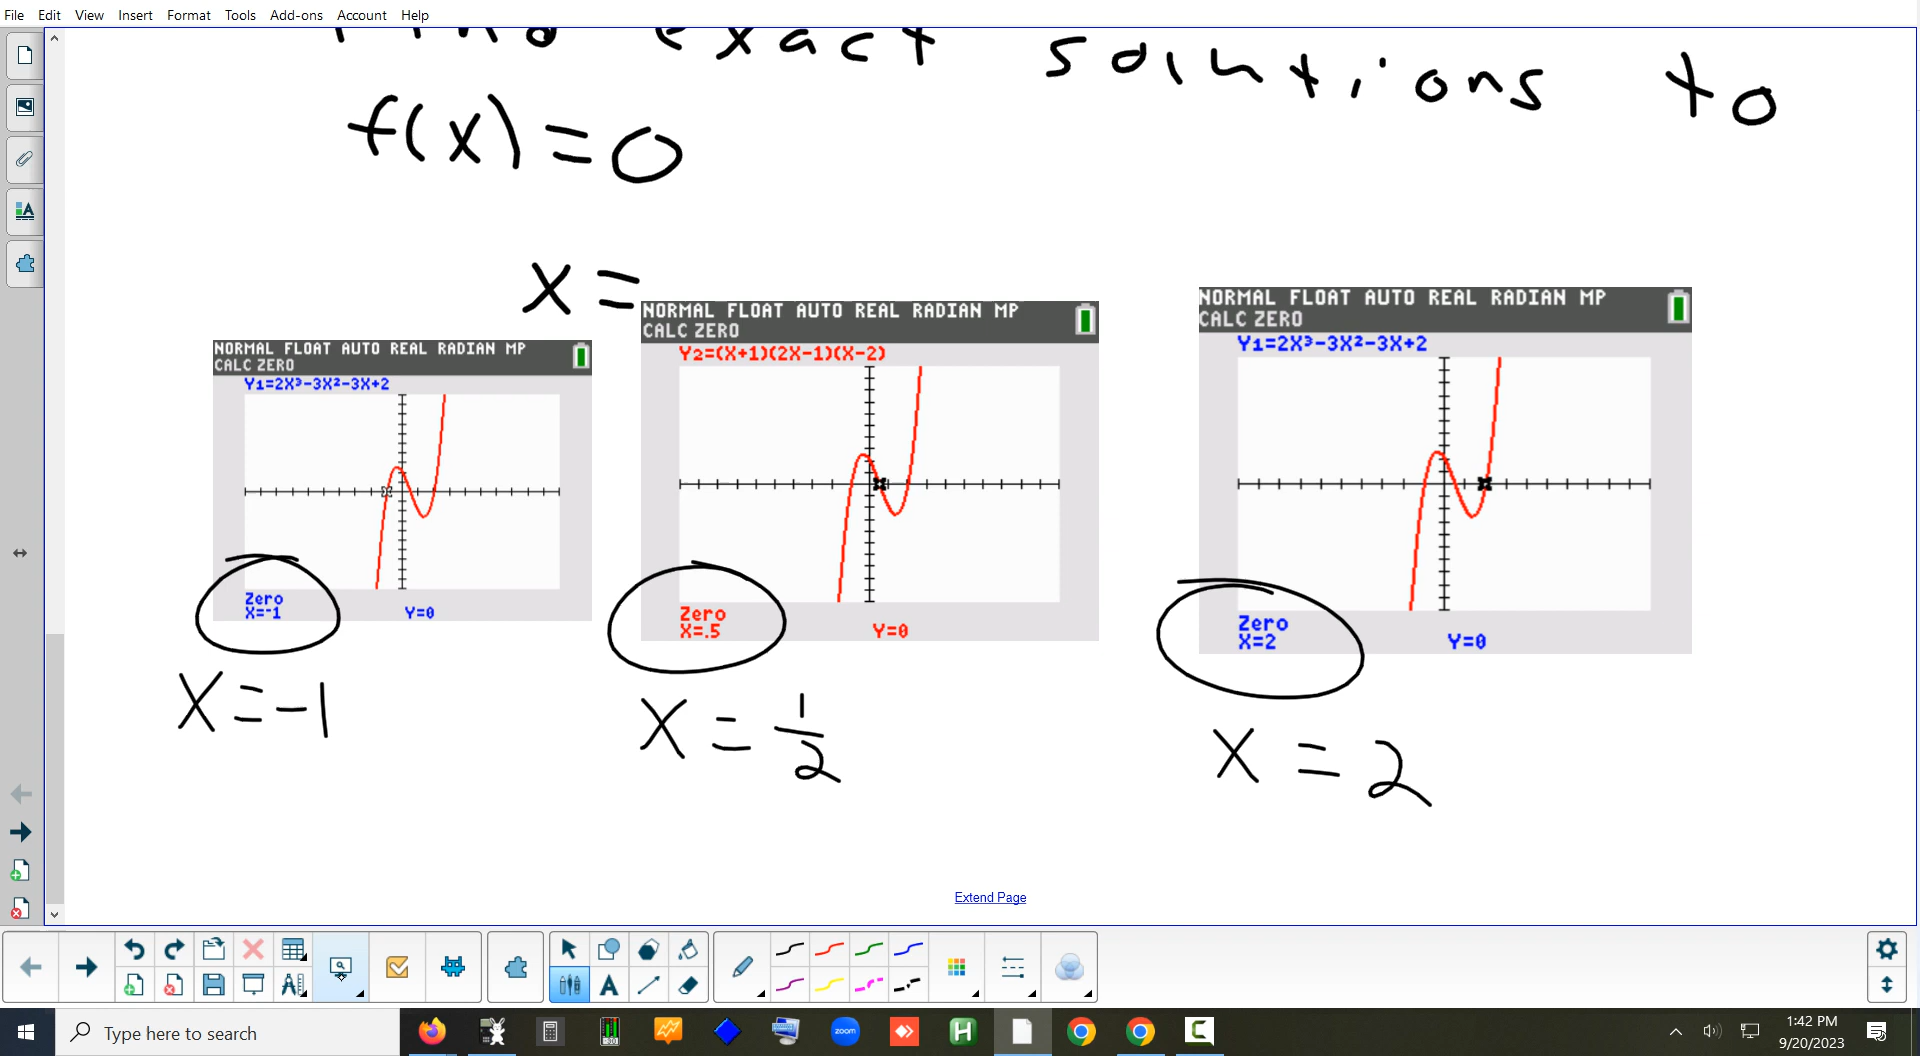 File Edit View Insert Format Tools Add-ons Account Help
find exact solutions to
f(x)=0
x=
NORMAL FLOAT AUTO REAL RADIAN MP
CALC ZERO
Y1=2X³-3X²-3X+2
Zero
X=-1 Y=0
NORMAL FLOAT AUTO REAL RADIAN MP
CALC ZERO
Y2=(X+1)(2X-1)(X-2)
Zero
X=.5 Y=0
NORMAL FLOAT AUTO REAL RADIAN MP
CALC ZERO
Y1=2X³-3X²-3X+2
Zero
X=2 Y=0
X=-1
X=1/2
X=2
Extend Page
Type here to search
zoom
1:42 PM
9/20/2023